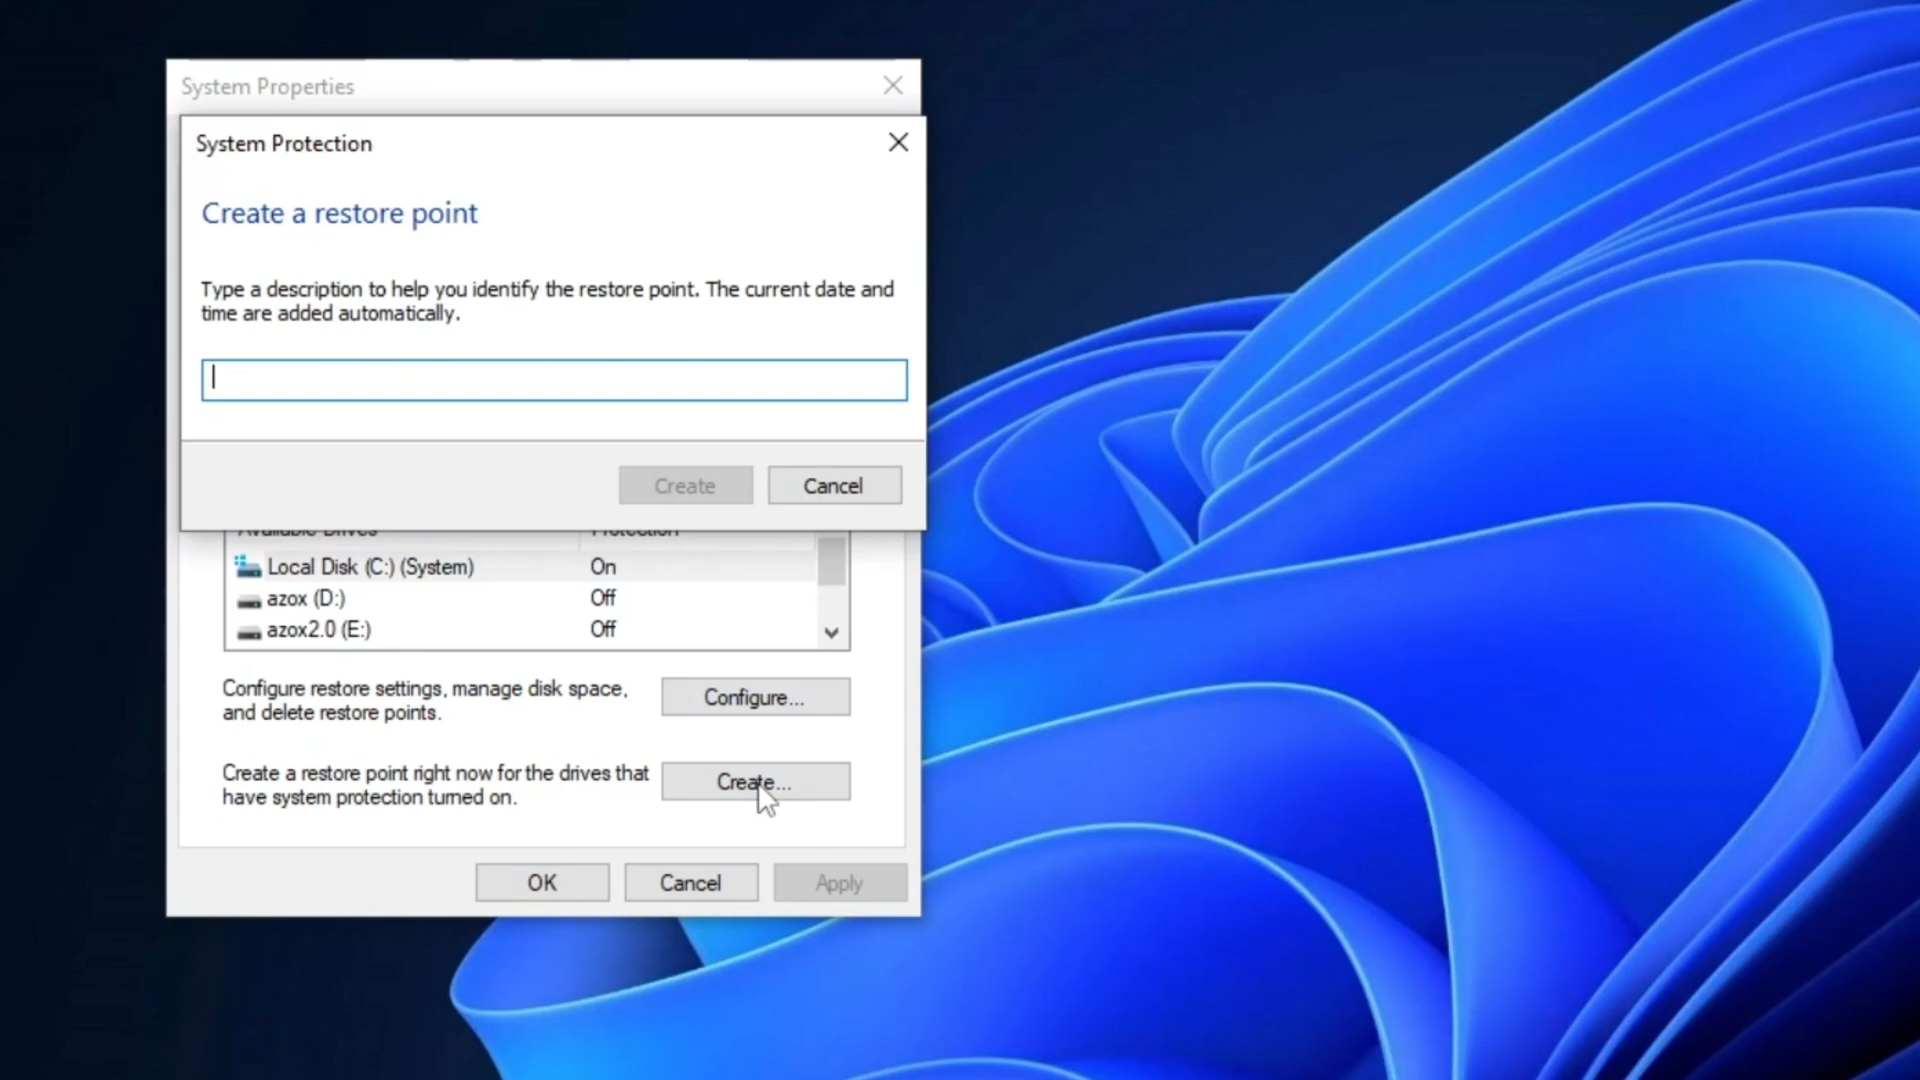 System Properties
System Protection
Create a restore point
Type a description to help you identify the restore point. The current date and
time are added automatically.
Create
Cancel
Available Drives Protection
Local Disk (C:) (System) On
azox (D:) Off
azox2.0 (E:) Off
Configure restore settings, manage disk space,
and delete restore points.
Configure...
Create a restore point right now for the drives that
have system protection turned on.
Create...
OK
Cancel
Apply